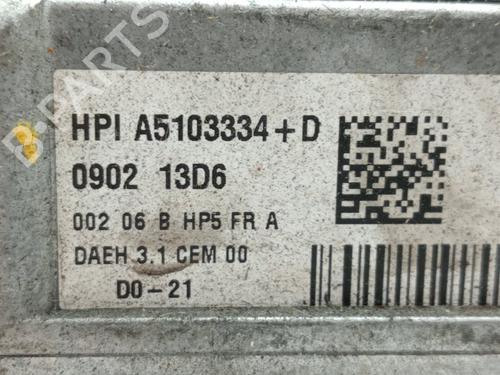 B-PARTS
HPI A5103334+D
0902 13D6
002 06 B HP5 FR A
DAEH 3.1 CEM 00
D0-21